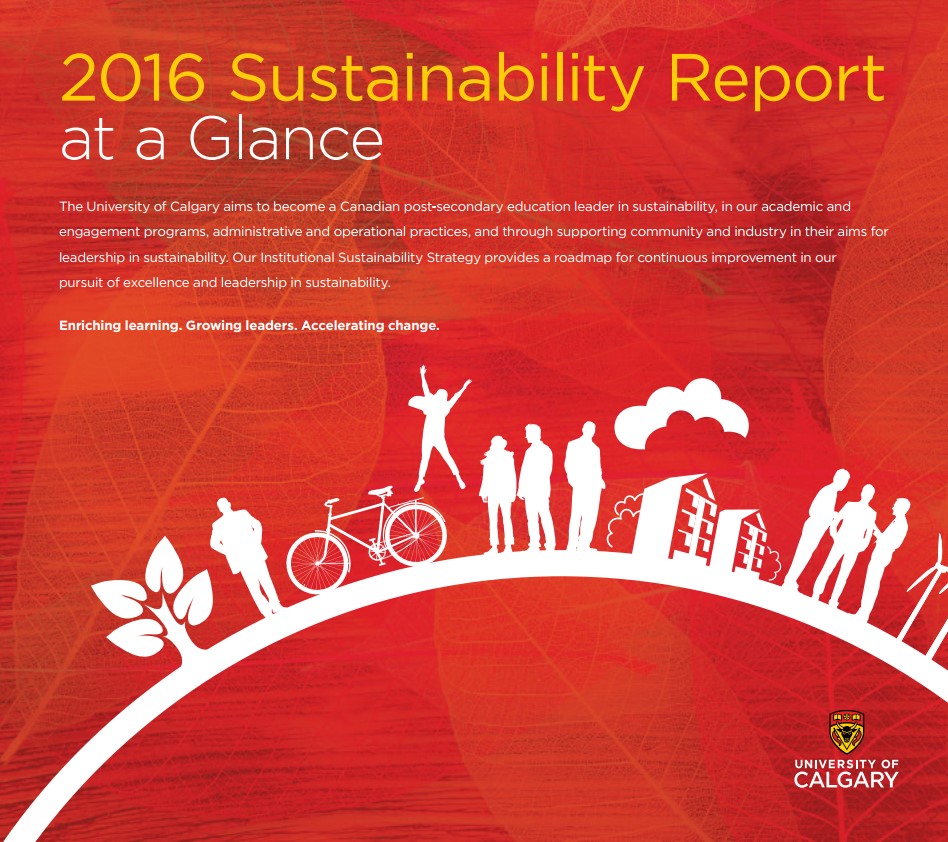 2016 Sustainability Report
at a Glance
The University of Calgary aims to become a Canadian post-secondary education leader in sustainability, in our academic and
engagement programs, administrative and operational practices, and through supporting community and industry in their aims for
leadership in sustainability. Our Institutional Sustainability Strategy provides a roadmap for continuous improvement in our
pursuit of excellence and leadership in sustainability.
Enriching learning. Growing leaders. Accelerating change.
UNIVERSITY OF
CALGARY